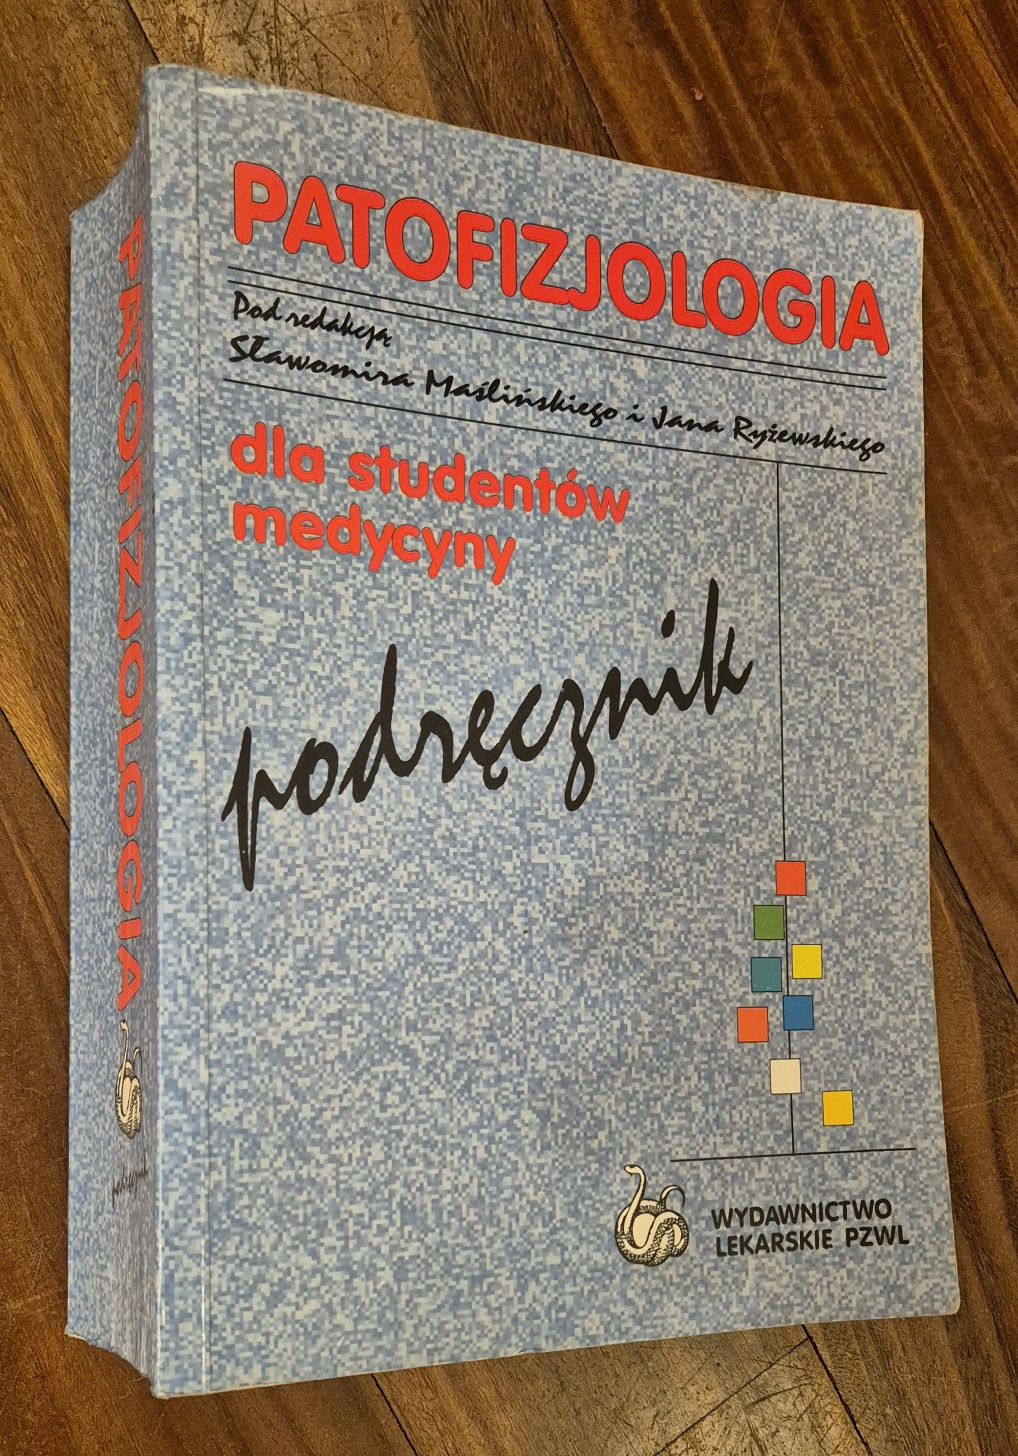 PATOFIZJOLOGIA
Pod redakcją
Sławomira Maślińskiego i Jana Ryżewskiego
dla studentów
medycyny
podręcznik
WYDAWNICTWO
LEKARSKIE PZWL
PATOFIZJOLOGIA
podręcznik